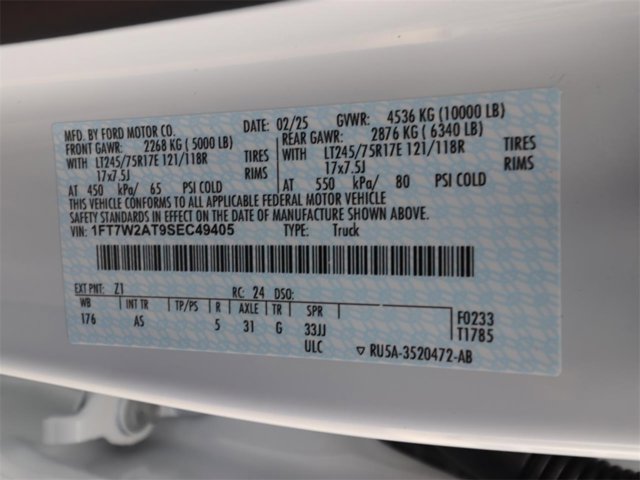 MFD. BY FORD MOTOR CO. DATE: 02/25 GVWR: 4536 KG (10000 LB)
FRONT GAWR: 2268 KG ( 5000 LB) REAR GAWR: 2876 KG ( 6340 LB)
WITH LT245/75R17E 121/118R TIRES WITH LT245/75R17E 121/118R TIRES
17x7.5J RIMS 17x7.5J RIMS
AT 450 kPa/ 65 PSI COLD AT 550 kPa/ 80 PSI COLD
THIS VEHICLE CONFORMS TO ALL APPLICABLE FEDERAL MOTOR VEHICLE
SAFETY STANDARDS IN EFFECT ON THE DATE OF MANUFACTURE SHOWN ABOVE.
VIN: 1FT7W2AT9SEC49405 TYPE: Truck
EXT PNT: Z1 RC: 24 DSO:
WB INT TR TP/PS R AXLE TR SPR F0233
176 AS 5 31 G 33JJ T1785
ULC RU5A-3520472-AB